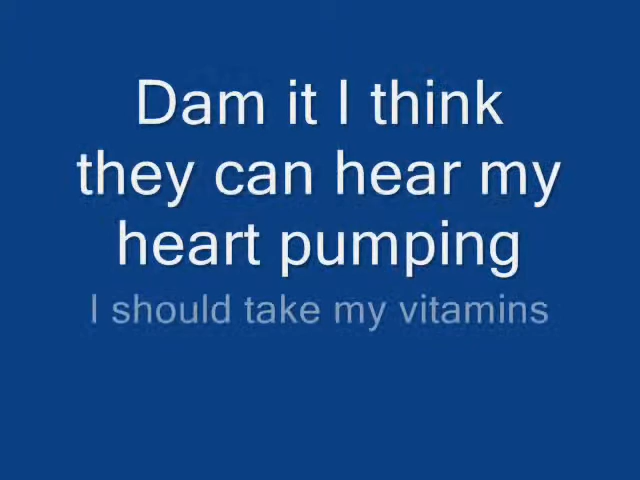 Dam it I think
they can hear my
heart pumping
I should take my vitamins